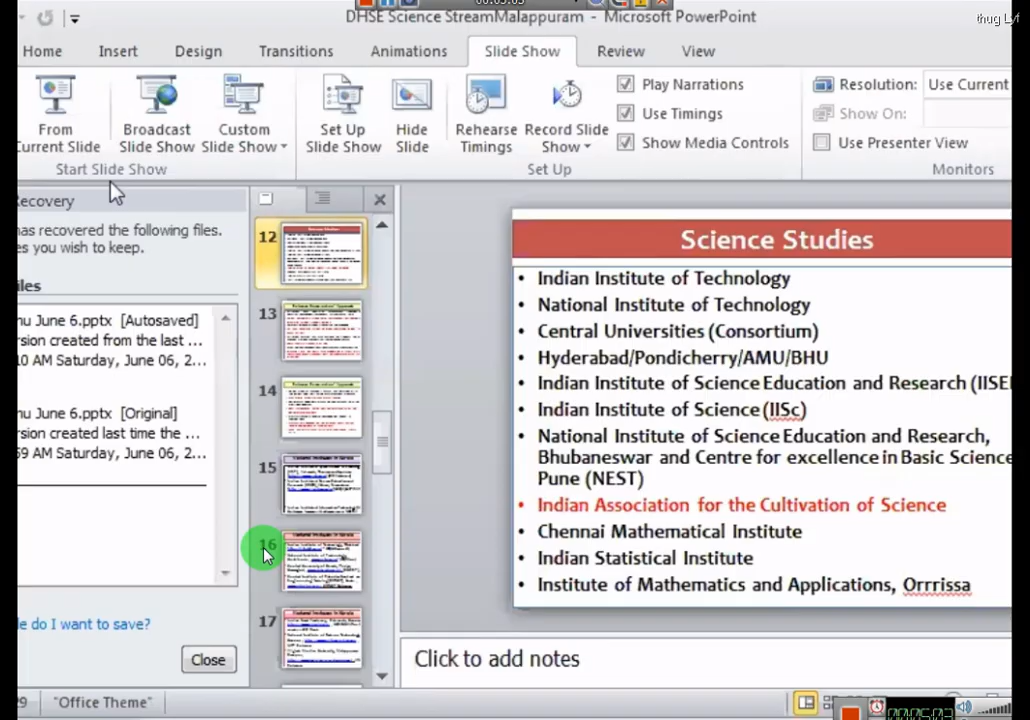 DHSE Science StreamMalappuram - Microsoft PowerPoint
thug Lyf
Home Insert Design Transitions Animations Slide Show Review View
From Current Slide
Broadcast Slide Show
Custom Slide Show
Set Up Slide Show
Hide Slide
Rehearse Timings
Record Slide Show
Play Narrations
Use Timings
Show Media Controls
Resolution: Use Current
Show On:
Use Presenter View
Start Slide Show
Set Up
Monitors
Recovery
has recovered the following files.
es you wish to keep.
iles
nu June 6.pptx [Autosaved]
rsion created from the last ...
10 AM Saturday, June 06, 2...
nu June 6.pptx [Original]
rsion created last time the ...
59 AM Saturday, June 06, 2...
le do I want to save?
Close
12
13
14
15
16
17
Science Studies
• Indian Institute of Technology
• National Institute of Technology
• Central Universities (Consortium)
• Hyderabad/Pondicherry/AMU/BHU
• Indian Institute of Science Education and Research (IISE
• Indian Institute of Science (IISc)
• National Institute of Science Education and Research,
Bhubaneswar and Centre for excellence in Basic Science
Pune (NEST)
• Indian Association for the Cultivation of Science
• Chennai Mathematical Institute
• Indian Statistical Institute
• Institute of Mathematics and Applications, Orrrissa
Click to add notes
29 "Office Theme"